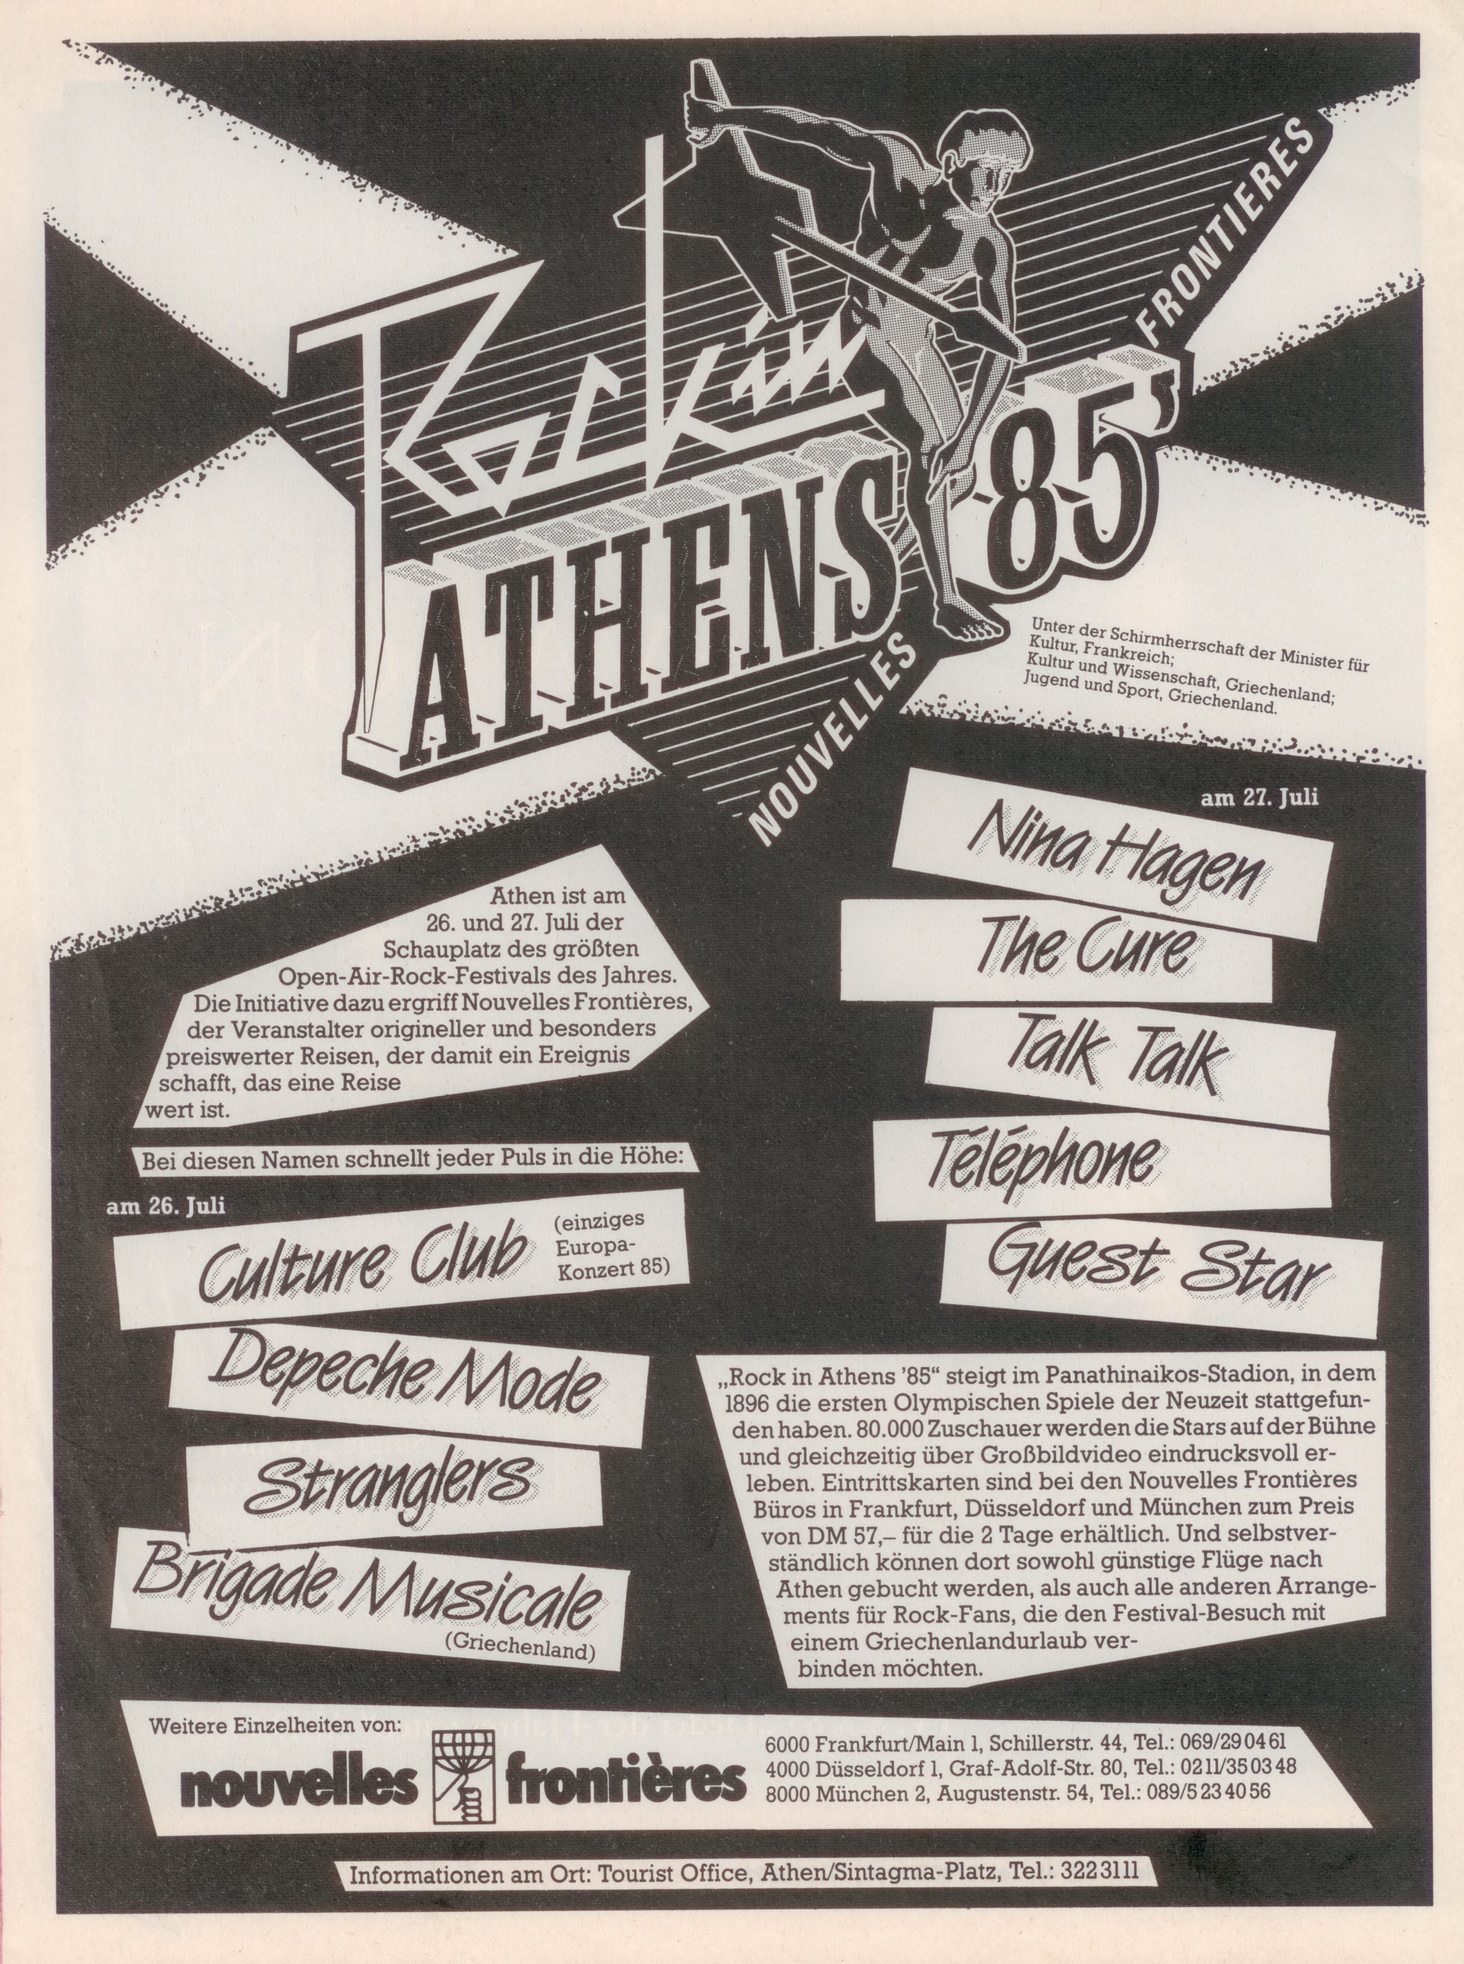 Rock in
ATHENS '85
NOUVELLES FRONTIERES
Unter der Schirmherrschaft der Minister für
Kultur, Frankreich;
Kultur und Wissenschaft, Griechenland;
Jugend und Sport, Griechenland.
Athen ist am
26. und 27. Juli der
Schauplatz des größten
Open-Air-Rock-Festivals des Jahres.
Die Initiative dazu ergriff Nouvelles Frontières,
der Veranstalter origineller und besonders
preiswerter Reisen, der damit ein Ereignis
schafft, das eine Reise
wert ist.
Bei diesen Namen schnellt jeder Puls in die Höhe:
am 26. Juli
Culture Club
(einziges
Europa-
Konzert 85)
Depeche Mode
Stranglers
Brigade Musicale
(Griechenland)
am 27. Juli
Nina Hagen
The Cure
Talk Talk
Téléphone
Guest Star
„Rock in Athens '85“ steigt im Panathinaikos-Stadion, in dem
1896 die ersten Olympischen Spiele der Neuzeit stattgefun-
den haben. 80.000 Zuschauer werden die Stars auf der Bühne
und gleichzeitig über Großbildvideo eindrucksvoll er-
leben. Eintrittskarten sind bei den Nouvelles Frontières
Büros in Frankfurt, Düsseldorf und München zum Preis
von DM 57,– für die 2 Tage erhältlich. Und selbstver-
ständlich können dort sowohl günstige Flüge nach
Athen gebucht werden, als auch alle anderen Arrange-
ments für Rock-Fans, die den Festival-Besuch mit
einem Griechenlandurlaub ver-
binden möchten.
Weitere Einzelheiten von:
nouvelles frontières
6000 Frankfurt/Main 1, Schillerstr. 44, Tel.: 069/29 04 61
4000 Düsseldorf 1, Graf-Adolf-Str. 80, Tel.: 0211/35 03 48
8000 München 2, Augustenstr. 54, Tel.: 089/5 23 40 56
Informationen am Ort: Tourist Office, Athen/Sintagma-Platz, Tel.: 322 3111